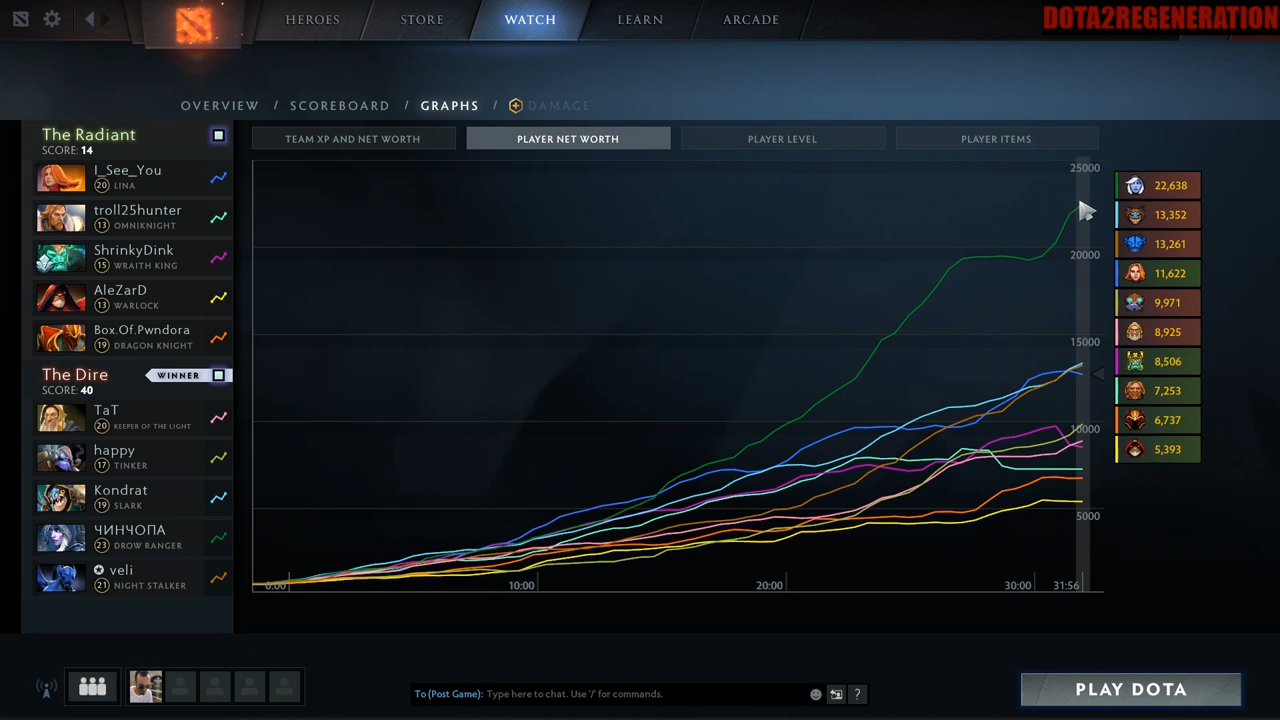 HEROES
STORE
WATCH
LEARN
ARCADE
DOTA2REGENERATION
OVERVIEW / SCOREBOARD / GRAPHS / DAMAGE
The Radiant
SCORE: 14
I_See_You
20 LINA
troll25hunter
13 OMNIKNIGHT
ShrinkyDink
15 WRAITH KING
AleZarD
13 WARLOCK
Box.Of.Pwndora
19 DRAGON KNIGHT
The Dire
WINNER
SCORE: 40
TaT
20 KEEPER OF THE LIGHT
happy
17 TINKER
Kondrat
19 SLARK
ЧИНЧОПА
23 DROW RANGER
veli
21 NIGHT STALKER
TEAM XP AND NET WORTH
PLAYER NET WORTH
PLAYER LEVEL
PLAYER ITEMS
25000
20000
15000
10000
5000
0:00
10:00
20:00
30:00
31:56
22,638
13,352
13,261
11,622
9,971
8,925
8,506
7,253
6,737
5,393
To (Post Game): Type here to chat. Use '/' for commands.
?
PLAY DOTA